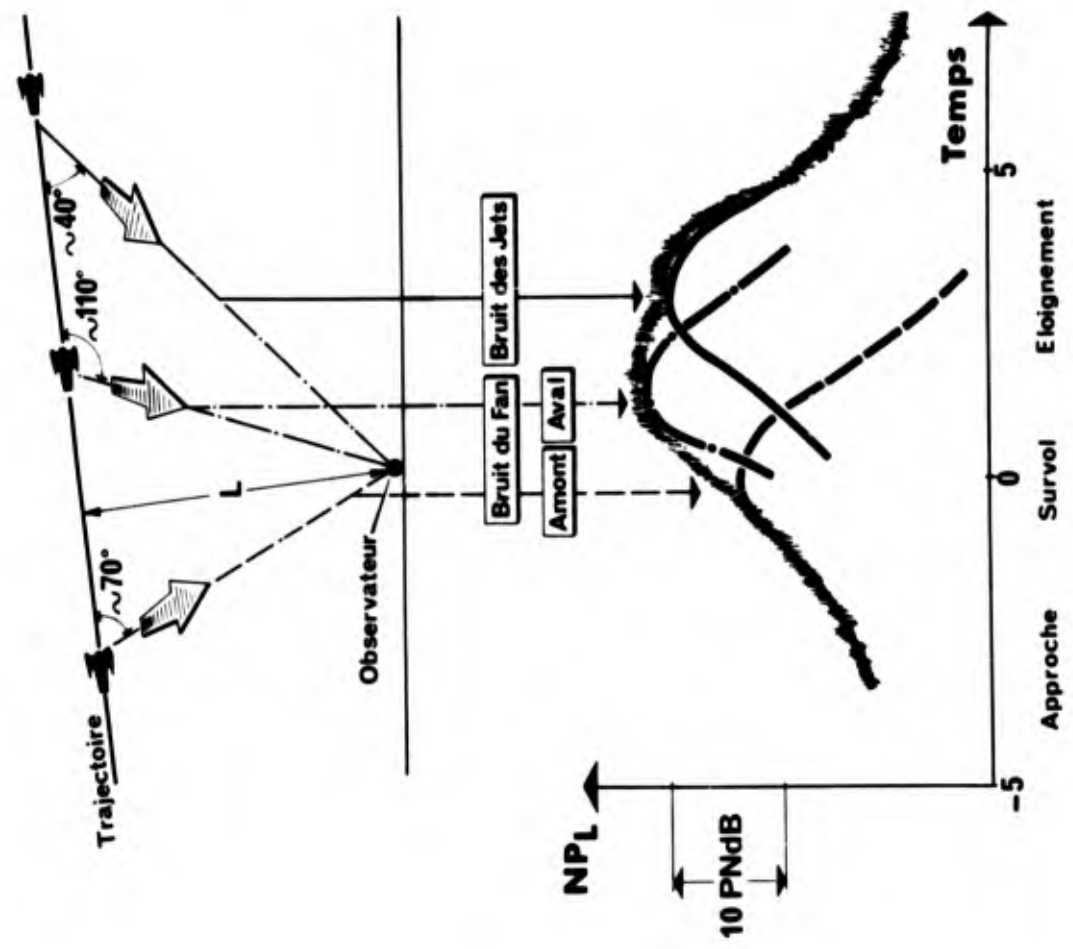 Trajectoire
~70°
~110°
~40°
L
Observateur
Bruit du Fan
Bruit des Jets
Amont
Aval
NPL
10 PNdB
-5
0
5
Temps
Approche
Survol
Eloignement